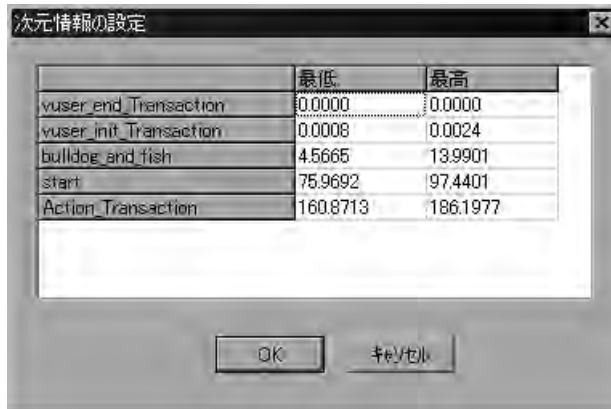 次元情報の設定
最低 最高
vuser_end_Transaction 0.0000 0.0000
vuser_init_Transaction 0.0008 0.0024
bulldog_and_fish 4.5665 13.9901
start 75.9692 97.4401
Action_Transaction 160.8713 186.1977
OK キャンセル